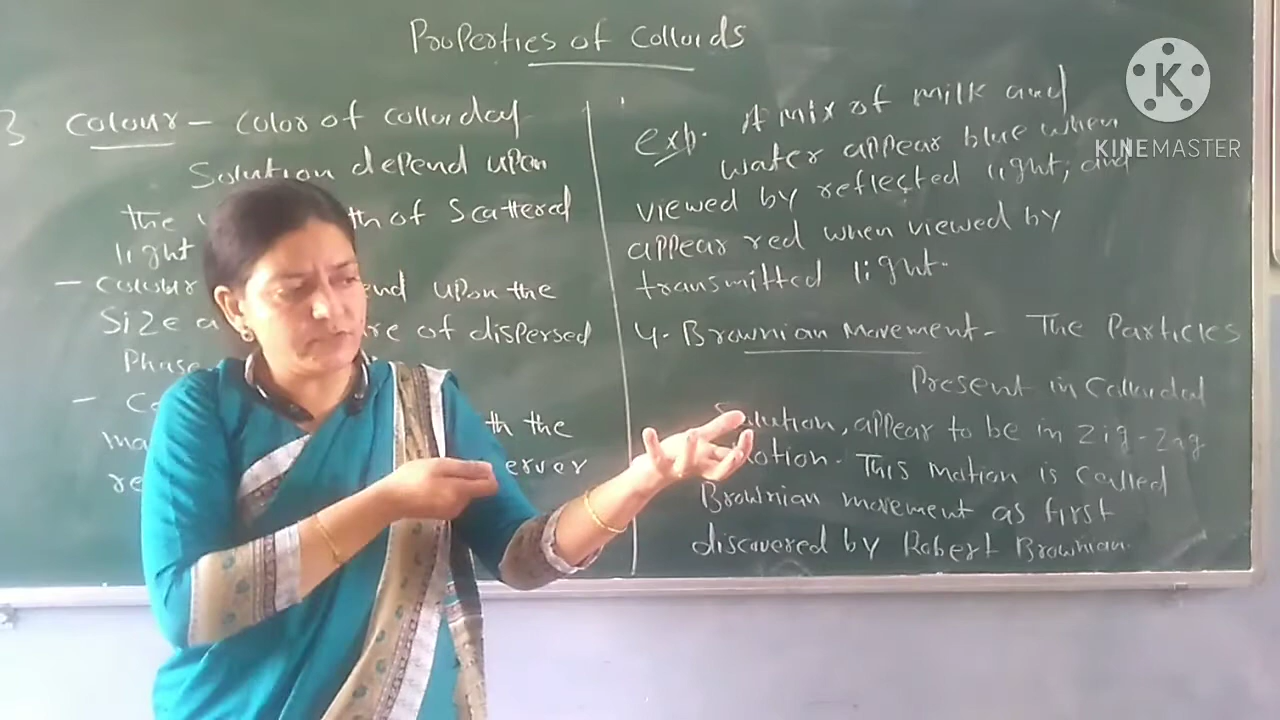 Properties of Colloids
3 Colour - Color of colloidal
Solution depend upon
the th of Scattered
light
- Colour end upon the
Size a re of dispersed
Phase
- Co
ma th the
re erver
exp. A mix of milk and
water appear blue when
viewed by reflected light; and
appear red when viewed by
transmitted light.
4. Brownian Movement - The Particles
Present in Colloidal
Solution, appear to be in Zig-Zag
Motion. This Motion is called
Brownian movement as first
discovered by Robert Brownian.
K
KINEMASTER